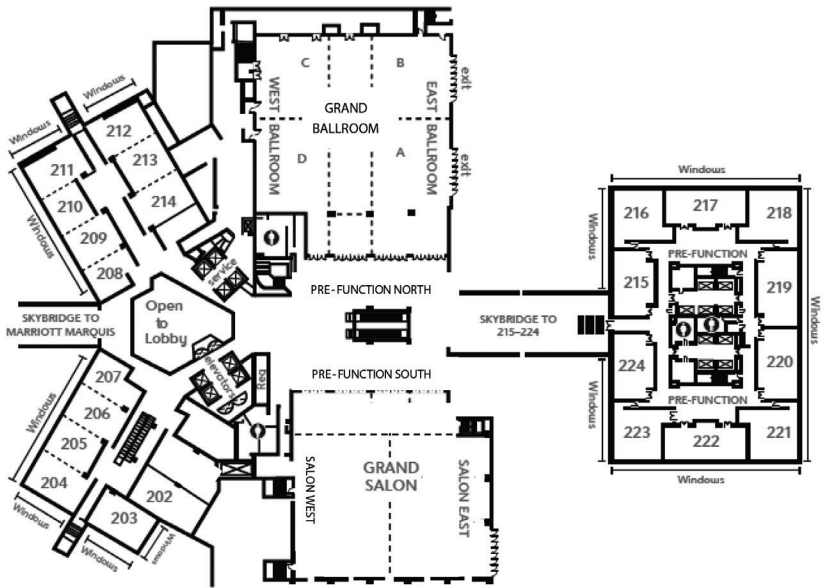 C
B
WEST
BALLROOM
EAST
BALLROOM
GRAND
BALLROOM
D
A
exit
exit
Windows
Windows
Windows
212
213
214
211
210
209
208
service
Open
to
Lobby
SKYBRIDGE TO
MARRIOTT MARQUIS
elevators
Reg
PRE-FUNCTION NORTH
PRE-FUNCTION SOUTH
SKYBRIDGE TO
215–224
207
206
205
204
203
202
Windows
Windows
Windows
Windows
GRAND
SALON
SALON WEST
SALON EAST
Windows
216
217
218
Windows
PRE-FUNCTION
215
219
Windows
224
220
PRE-FUNCTION
Windows
223
222
221
Windows